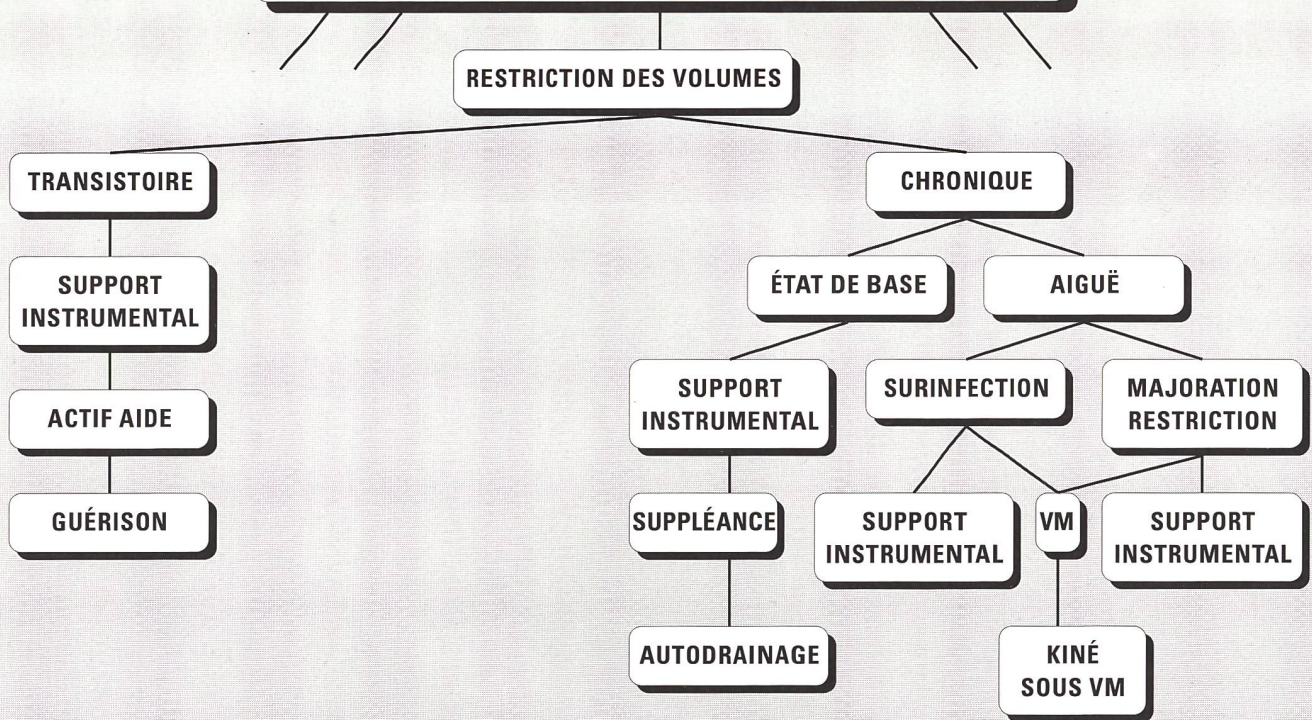 RESTRICTION DES VOLUMES
TRANSISTOIRE
CHRONIQUE
SUPPORT
INSTRUMENTAL
ÉTAT DE BASE
AIGUË
ACTIF AIDE
SUPPORT
INSTRUMENTAL
SURINFECTION
MAJORATION
RESTRICTION
GUÉRISON
SUPPLÉANCE
SUPPORT
INSTRUMENTAL
VM
SUPPORT
INSTRUMENTAL
AUTODRAINAGE
KINÉ
SOUS VM